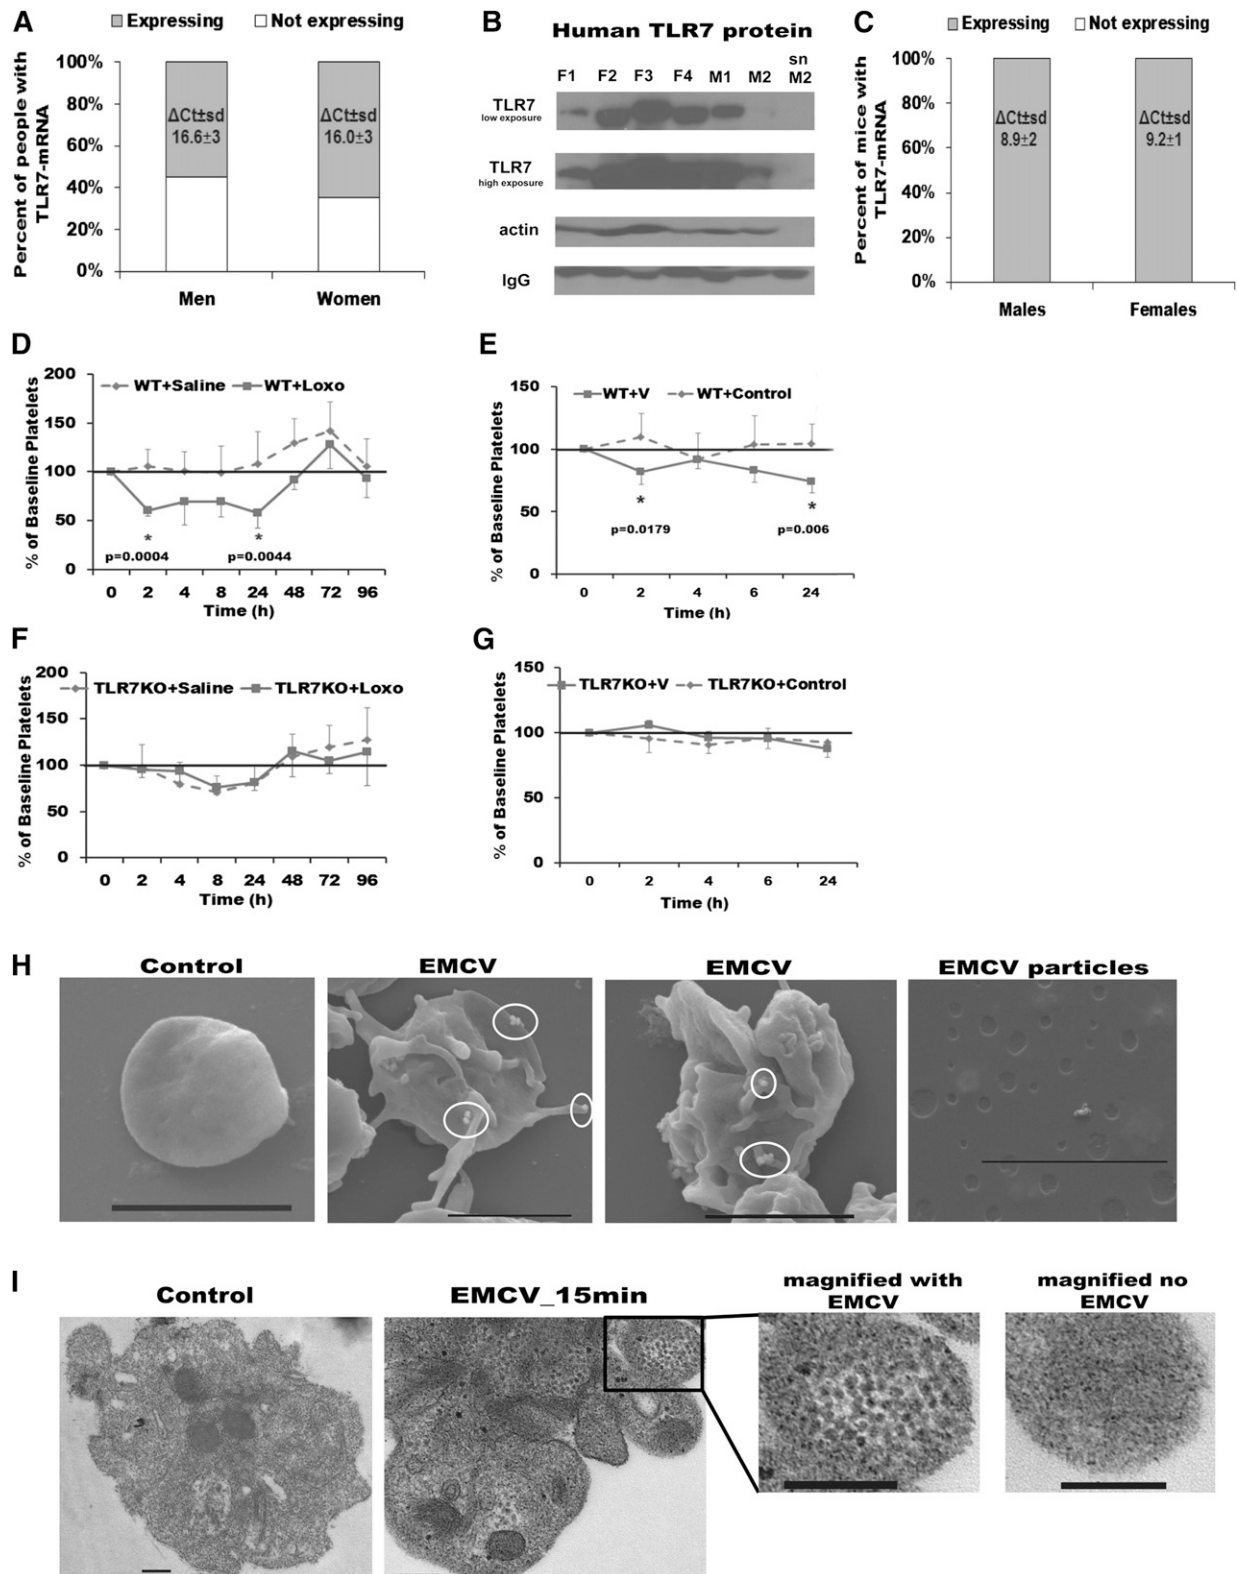 A
Expressing Not expressing
Percent of people with
TLR7-mRNA
100%
80%
60%
40%
20%
0%
ΔCt±sd
16.6±3
ΔCt±sd
16.0±3
Men Women
B
Human TLR7 protein
F1 F2 F3 F4 M1 M2 sn M2
TLR7
low exposure
TLR7
high exposure
actin
IgG
C
Expressing Not expressing
Percent of mice with
TLR7-mRNA
100%
80%
60%
40%
20%
0%
ΔCt±sd
8.9±2
ΔCt±sd
9.2±1
Males Females
D
% of Baseline Platelets
200
150
100
50
0
WT+Saline WT+Loxo
*
p=0.0004
*
p=0.0044
0 2 4 8 24 48 72 96
Time (h)
E
% of Baseline Platelets
150
100
50
0
WT+V WT+Control
*
p=0.0179
*
p=0.006
0 2 4 6 24
Time (h)
F
% of Baseline Platelets
200
150
100
50
0
TLR7KO+Saline TLR7KO+Loxo
0 2 4 8 24 48 72 96
Time (h)
G
% of Baseline Platelets
150
100
50
0
TLR7KO+V TLR7KO+Control
0 2 4 6 24
Time (h)
H
Control
EMCV
EMCV
EMCV particles
I
Control
EMCV_15min
magnified with
EMCV
magnified no
EMCV